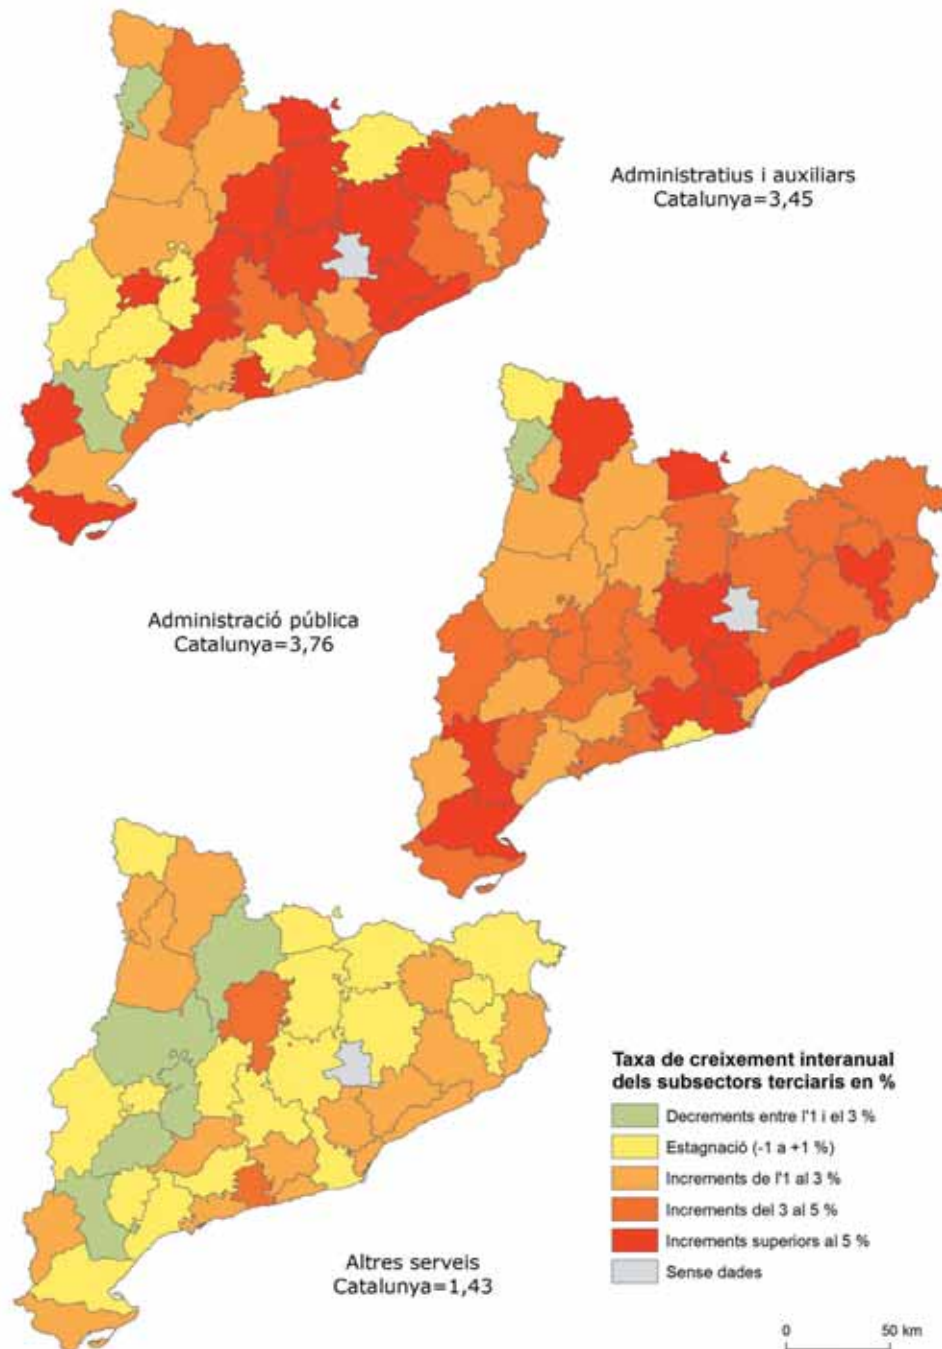 Administratius i auxiliars
Catalunya=3,45
Administració pública
Catalunya=3,76
Altres serveis
Catalunya=1,43
Taxa de creixement interanual
dels subsectors terciaris en %
Decrements entre l'1 i el 3 %
Estagnació (-1 a +1 %)
Increments de l'1 al 3 %
Increments del 3 al 5 %
Increments superiors al 5 %
Sense dades
0 50 km